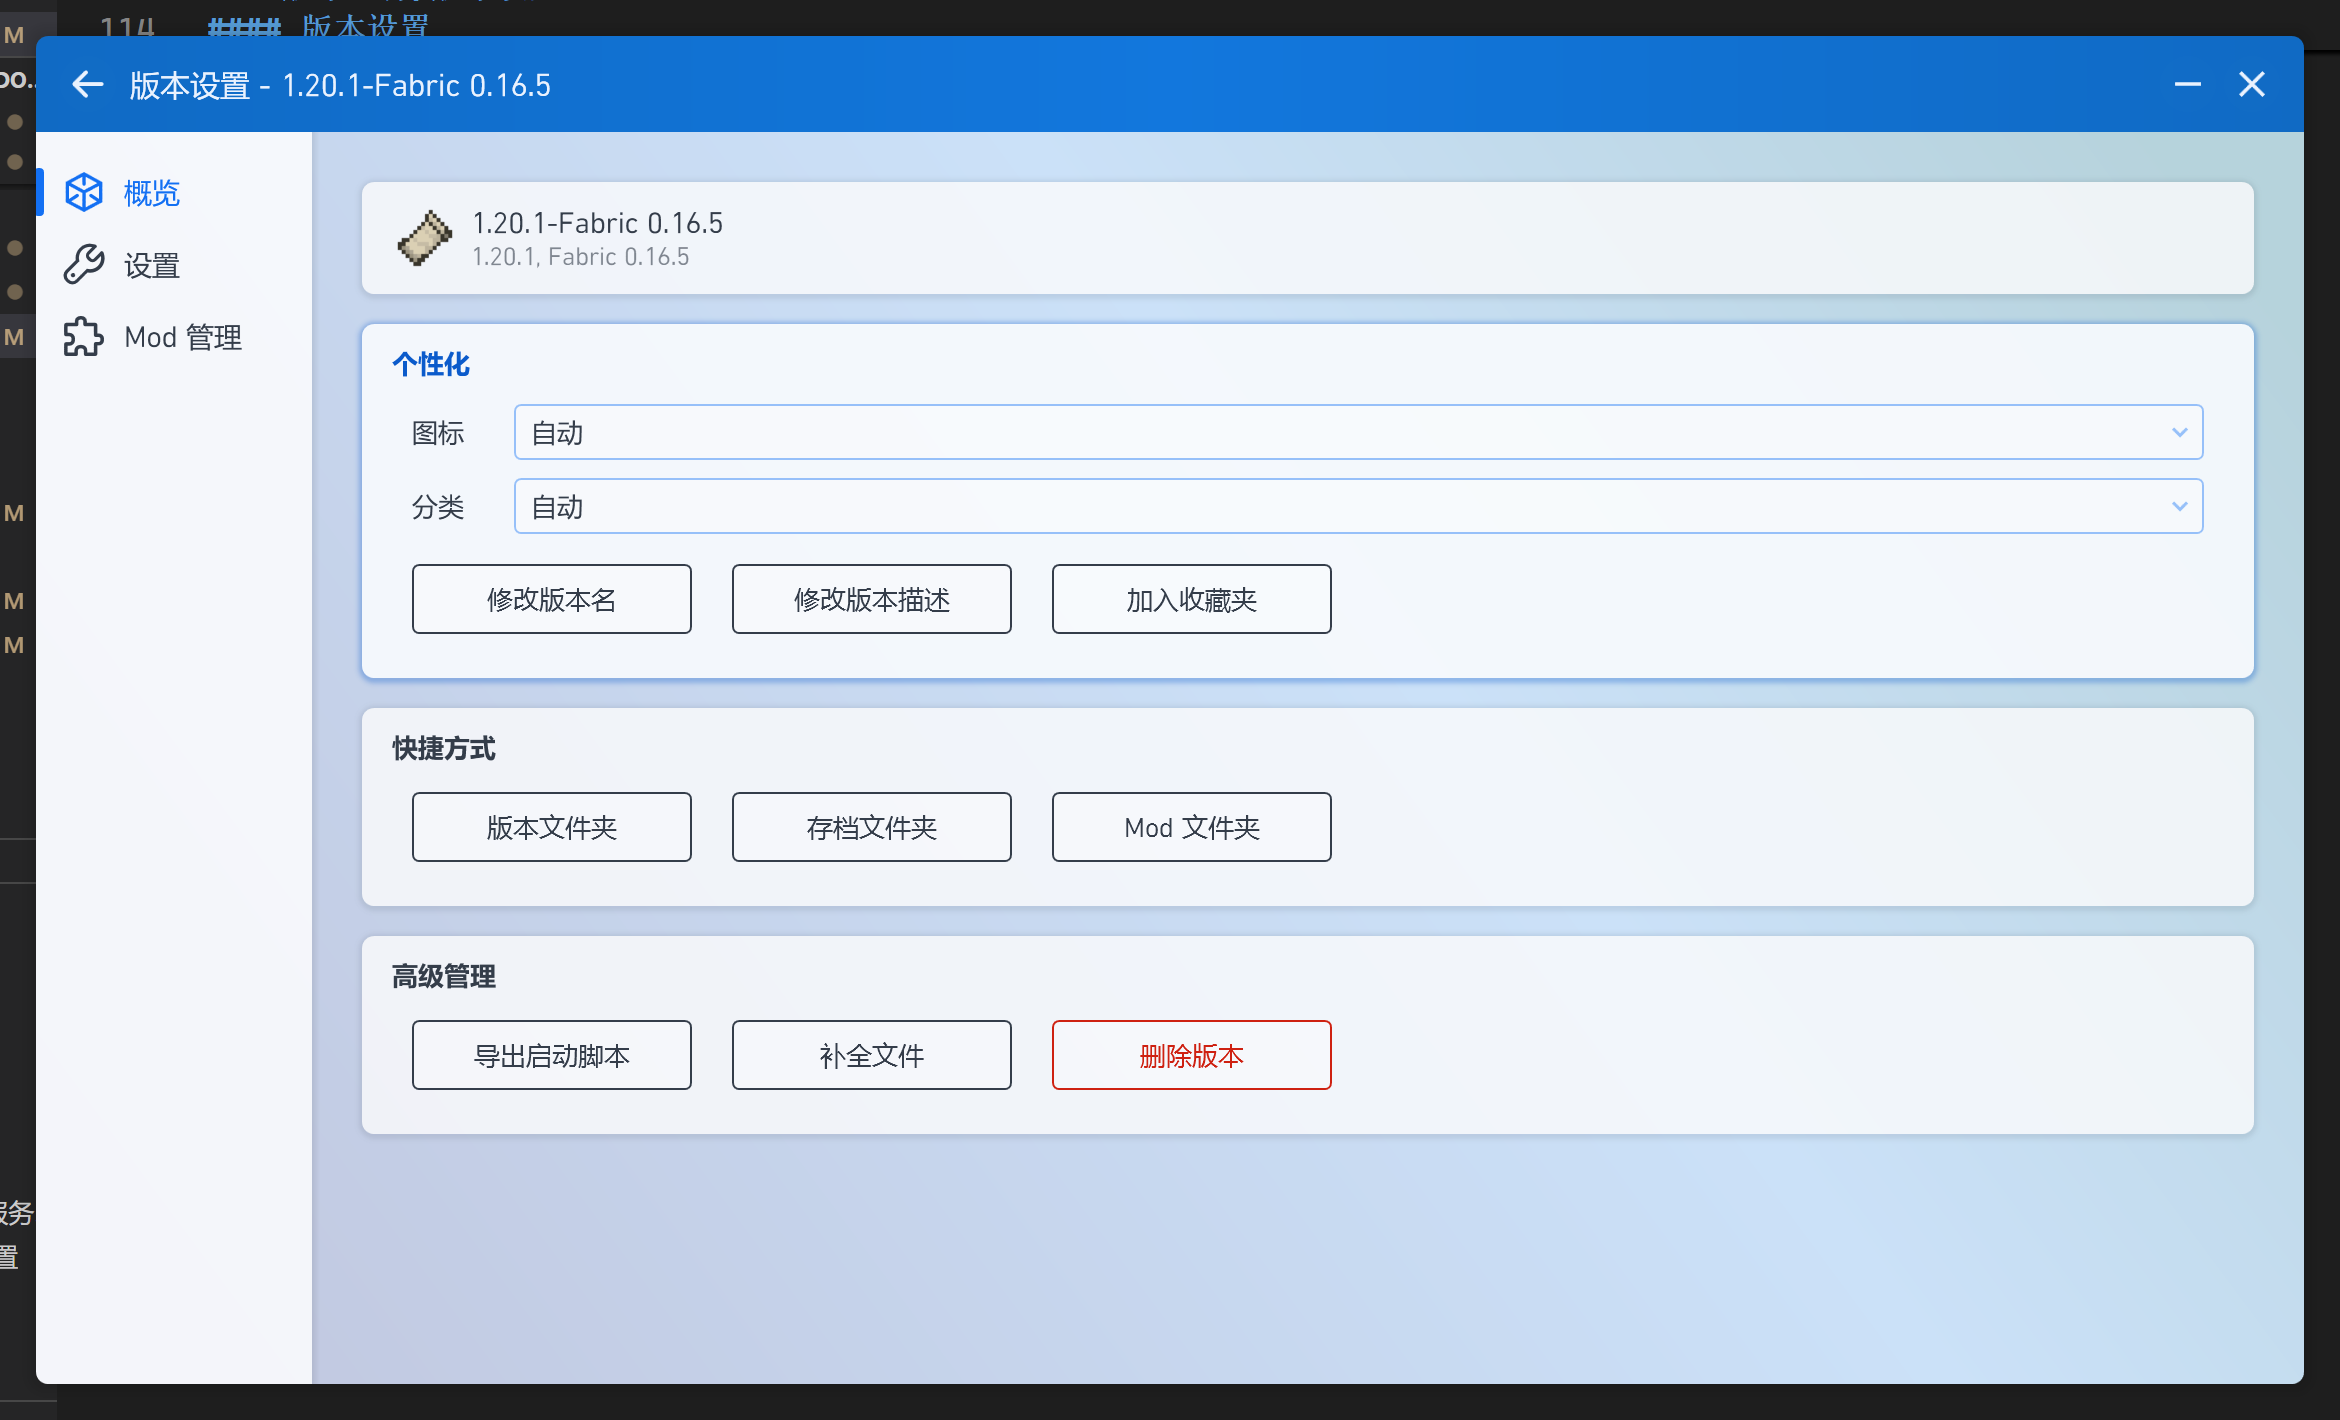 114 #### 版本设置
版本设置 - 1.20.1-Fabric 0.16.5
概览
设置
Mod 管理
1.20.1-Fabric 0.16.5
1.20.1, Fabric 0.16.5
个性化
图标 自动
分类 自动
修改版本名 修改版本描述 加入收藏夹
快捷方式
版本文件夹 存档文件夹 Mod 文件夹
高级管理
导出启动脚本 补全文件 删除版本
M
M
M
M
M
服务
置